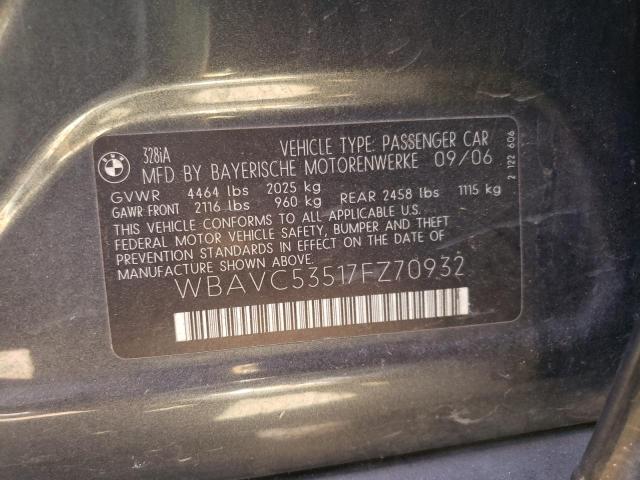 BMW
328iA VEHICLE TYPE: PASSENGER CAR
MFD BY BAYERISCHE MOTORENWERKE 09/06
GVWR 4464 lbs 2025 kg
GAWR FRONT 2116 lbs 960 kg REAR 2458 lbs 1115 kg
THIS VEHICLE CONFORMS TO ALL APPLICABLE U.S.
FEDERAL MOTOR VEHICLE SAFETY, BUMPER AND THEFT
PREVENTION STANDARDS IN EFFECT ON THE DATE OF
MANUFACTURE SHOWN ABOVE.
WBAVC53517FZ70932
2 122 606